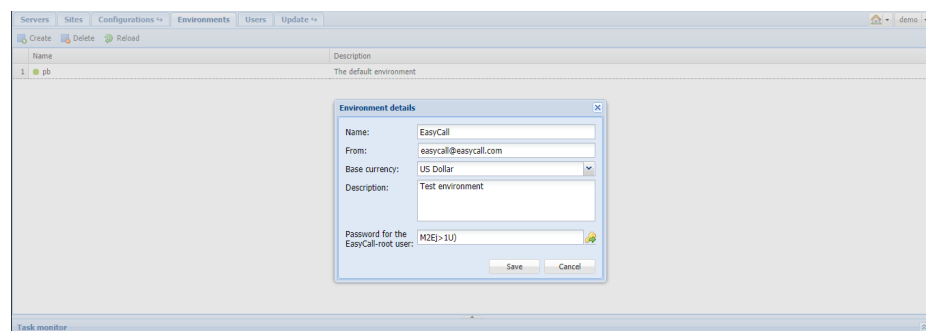 Servers Sites Configurations Environments Users Update demo
Create Delete Reload
Name Description
1 pb The default environment
Environment details
Name: EasyCall
From: easycall@easycall.com
Base currency: US Dollar
Description: Test environment
Password for the
EasyCall-root user: M2Ej>1U)
Save Cancel
Task monitor